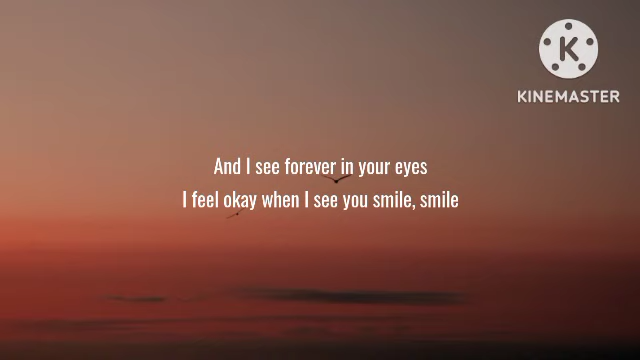 KINEMASTER
And I see forever in your eyes
I feel okay when I see you smile, smile